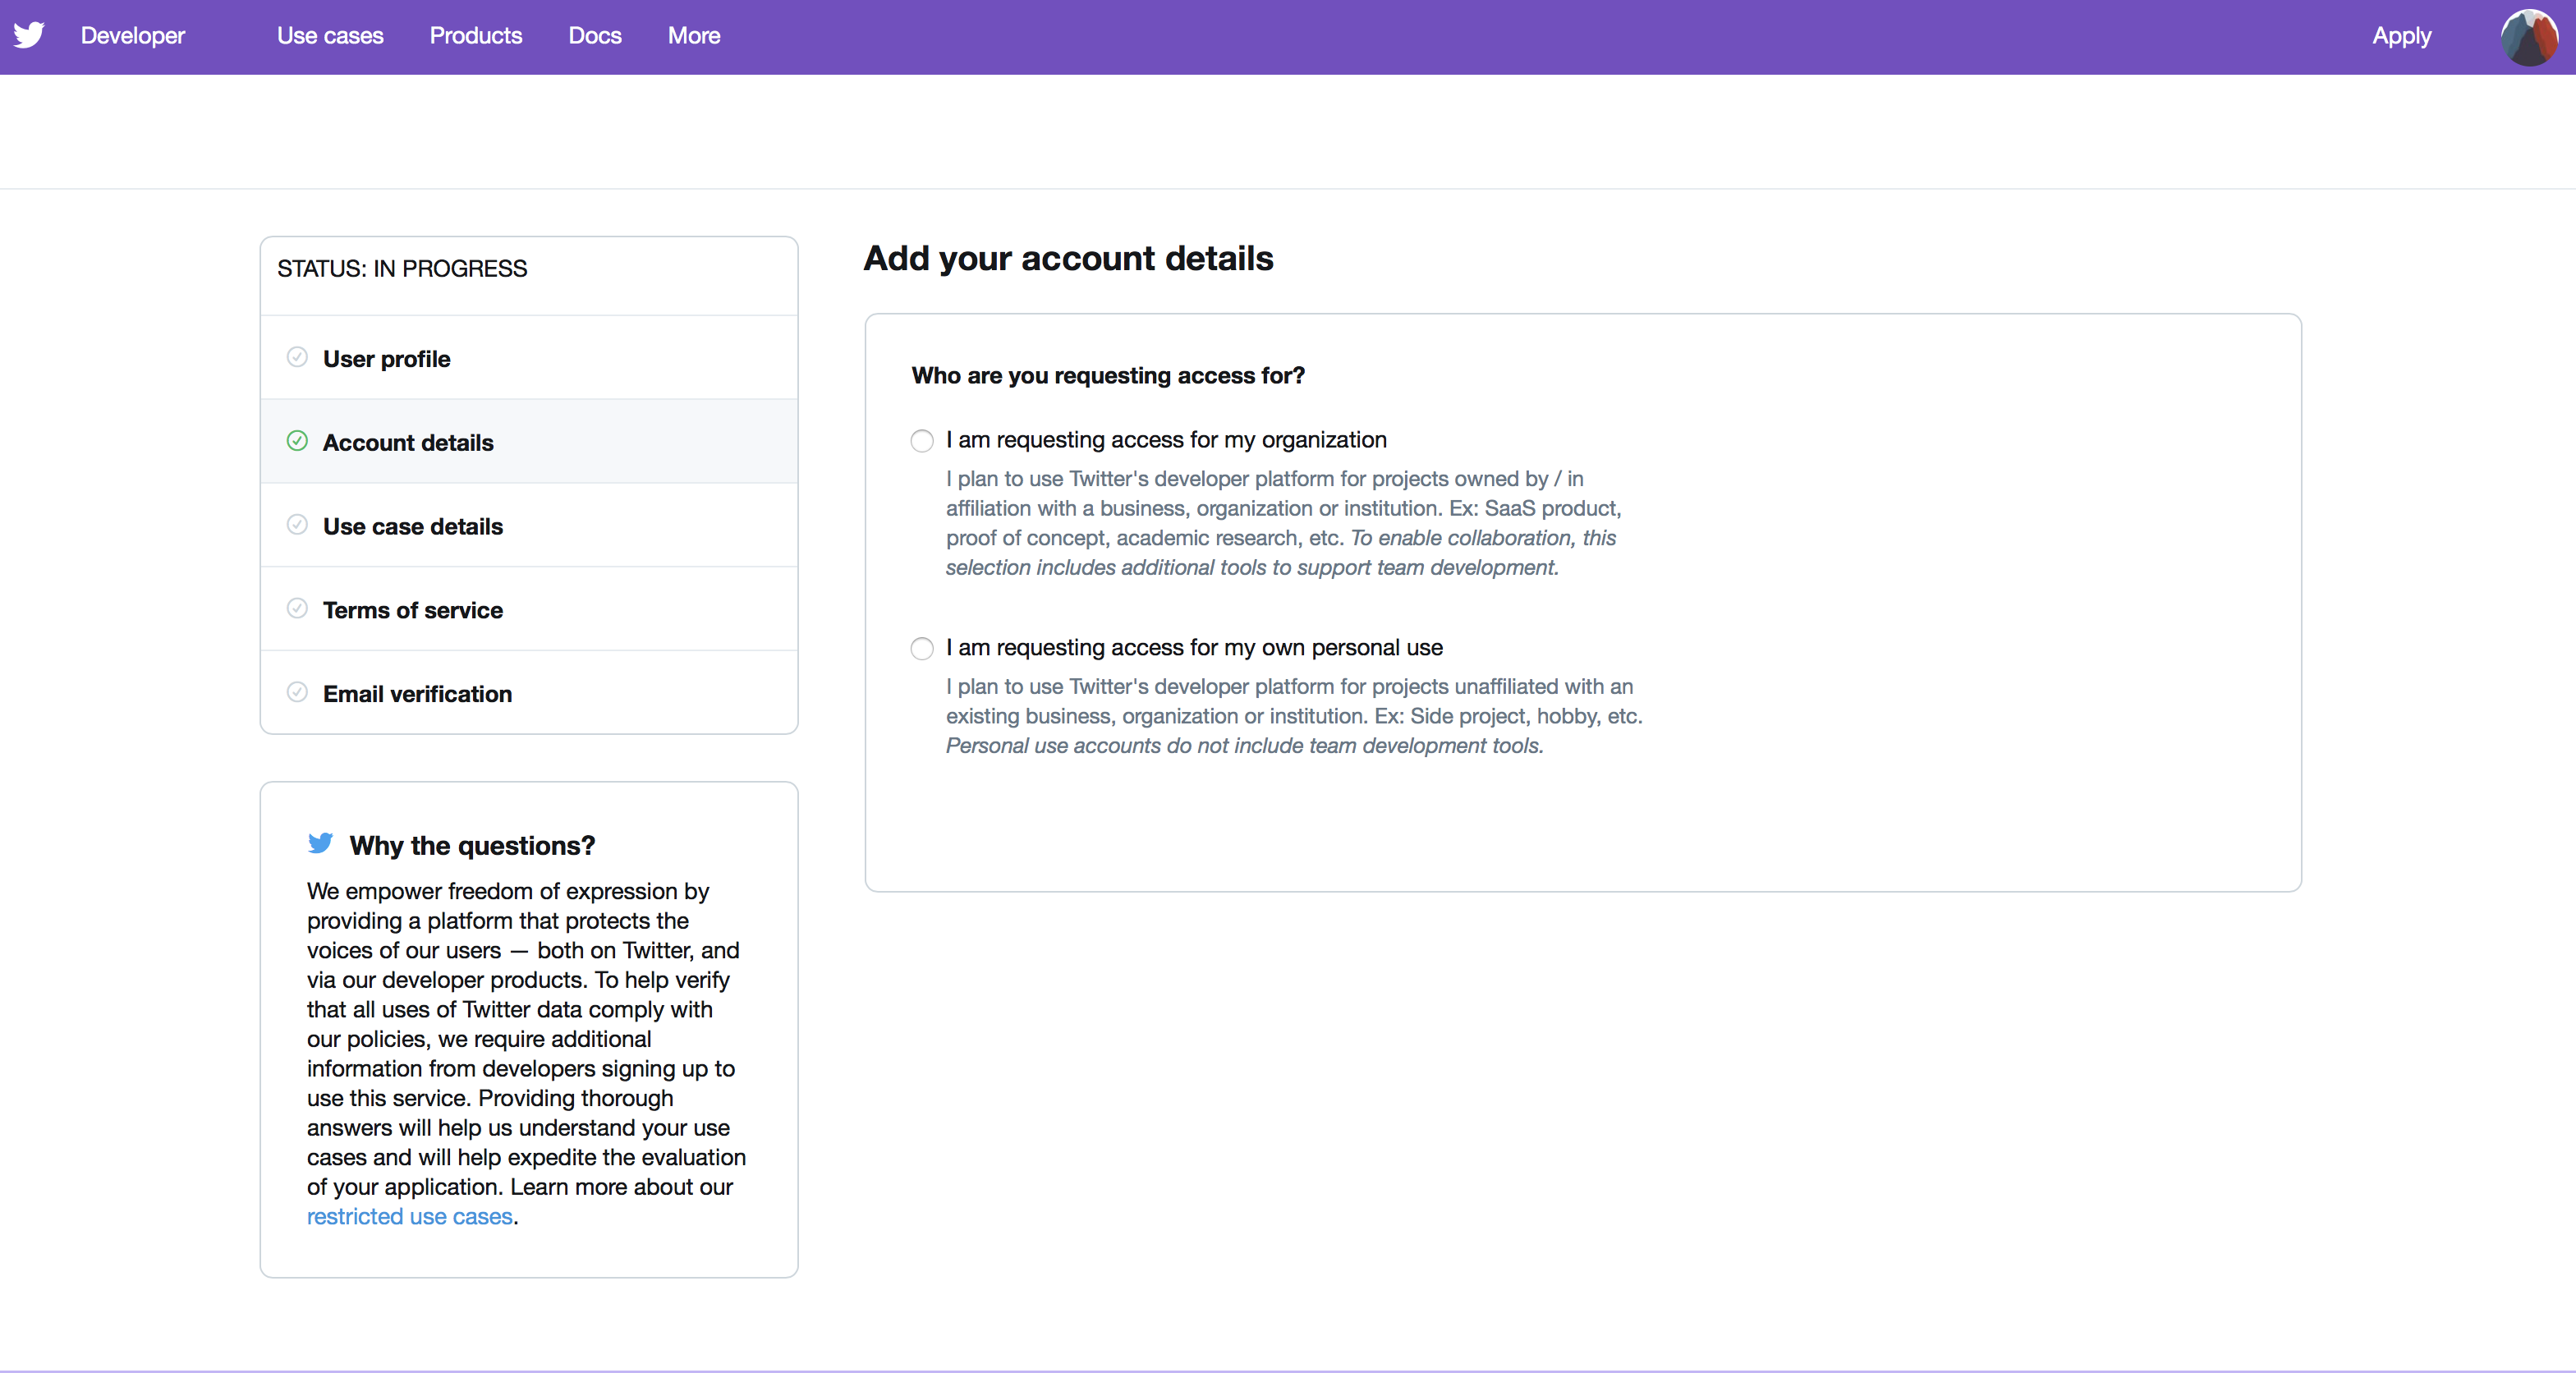 Developer
Use cases
Products
Docs
More
Apply
STATUS: IN PROGRESS
User profile
Account details
Use case details
Terms of service
Email verification
Why the questions?
We empower freedom of expression by
providing a platform that protects the
voices of our users — both on Twitter, and
via our developer products. To help verify
that all uses of Twitter data comply with
our policies, we require additional
information from developers signing up to
use this service. Providing thorough
answers will help us understand your use
cases and will help expedite the evaluation
of your application. Learn more about our
restricted use cases.
Add your account details
Who are you requesting access for?
I am requesting access for my organization
I plan to use Twitter's developer platform for projects owned by / in
affiliation with a business, organization or institution. Ex: SaaS product,
proof of concept, academic research, etc. To enable collaboration, this
selection includes additional tools to support team development.
I am requesting access for my own personal use
I plan to use Twitter's developer platform for projects unaffiliated with an
existing business, organization or institution. Ex: Side project, hobby, etc.
Personal use accounts do not include team development tools.